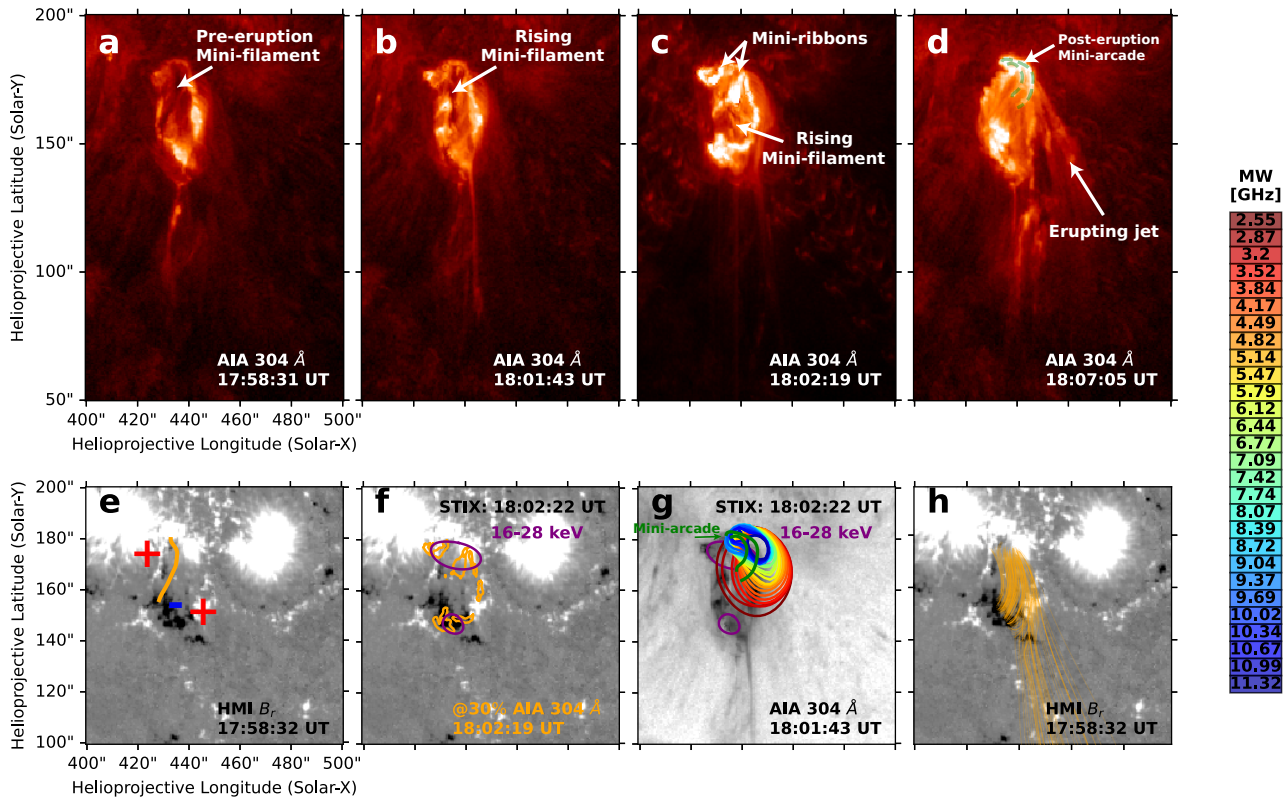 a
Pre-eruption
Mini-filament
b
Rising
Mini-filament
c
Mini-ribbons
Rising
Mini-filament
d
Post-eruption
Mini-arcade
Erupting jet
200"
150"
100"
50"
Helioprojective Latitude (Solar-Y)
AIA 304 Å
17:58:31 UT
AIA 304 Å
18:01:43 UT
AIA 304 Å
18:02:19 UT
AIA 304 Å
18:07:05 UT
400" 420" 440" 460" 480" 500"
Helioprojective Longitude (Solar-X)
MW
[GHz]
2.55
2.87
3.2
3.52
3.84
4.17
4.49
4.82
5.14
5.47
5.79
6.12
6.44
6.77
7.09
7.42
7.74
8.07
8.39
8.72
9.04
9.37
9.69
10.02
10.34
10.67
10.99
11.32
200"
180"
160"
140"
120"
100"
Helioprojective Latitude (Solar-Y)
e
+
-
+
HMI Br
17:58:32 UT
f
STIX: 18:02:22 UT
16-28 keV
@30% AIA 304 Å
18:02:19 UT
g
STIX: 18:02:22 UT
Mini-arcade
16-28 keV
AIA 304 Å
18:01:43 UT
h
HMI Br
17:58:32 UT
400" 420" 440" 460" 480" 500"
Helioprojective Longitude (Solar-X)